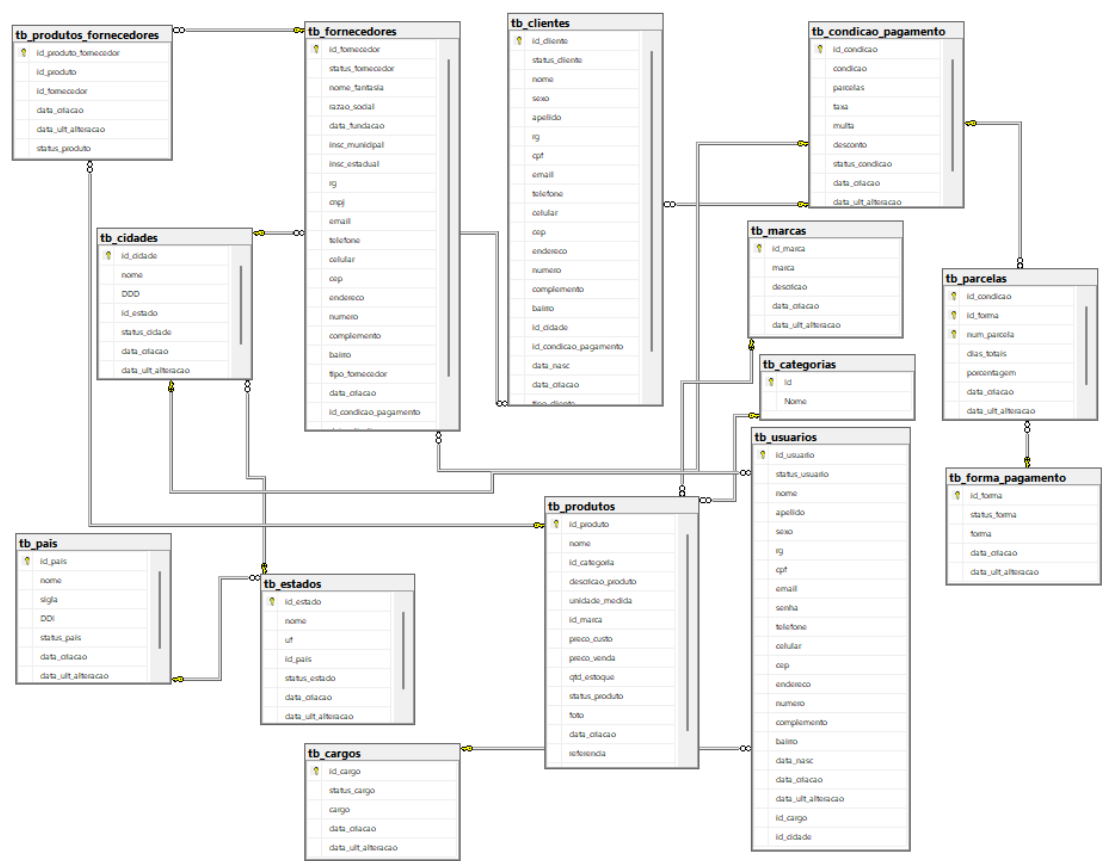 tb_produtos_fornecedores
id_produto_fornecedor
id_produto
id_fornecedor
data_criacao
data_ult_alteracao
status_produto
tb_fornecedores
id_fornecedor
status_fornecedor
nome_fantasia
razao_social
data_fundacao
insc_municipal
insc_estadual
rg
cnpj
email
telefone
celular
cep
endereco
numero
complemento
bairro
tipo_fornecedor
data_criacao
id_condicao_pagamento
tb_clientes
id_cliente
status_cliente
nome
sexo
apelido
rg
cpf
email
telefone
celular
cep
endereco
numero
complemento
bairro
id_cidade
id_condicao_pagamento
data_nasc
data_criacao
tipo_cliente
tb_condicao_pagamento
id_condicao
condicao
parcelas
taxa
multa
desconto
status_condicao
data_criacao
data_ult_alteracao
tb_cidades
id_cidade
nome
DDD
id_estado
status_cidade
data_criacao
data_ult_alteracao
tb_marcas
id_marca
marca
descricao
data_criacao
data_ult_alteracao
tb_parcelas
id_condicao
id_forma
num_parcela
dias_totais
porcentagem
data_criacao
data_ult_alteracao
tb_categorias
id
Nome
tb_usuarios
id_usuario
status_usuario
nome
apelido
sexo
rg
cpf
email
senha
telefone
celular
cep
endereco
numero
complemento
bairro
data_nasc
data_criacao
data_ult_alteracao
id_cargo
id_cidade
tb_forma_pagamento
id_forma
status_forma
forma
data_criacao
data_ult_alteracao
tb_produtos
id_produto
nome
id_categoria
descricao_produto
unidade_medida
id_marca
preco_custo
preco_venda
qtd_estoque
status_produto
foto
data_criacao
referencia
tb_pais
id_pais
nome
sigla
DDI
status_pais
data_criacao
data_ult_alteracao
tb_estados
id_estado
nome
uf
id_pais
status_estado
data_criacao
data_ult_alteracao
tb_cargos
id_cargo
status_cargo
cargo
data_criacao
data_ult_alteracao